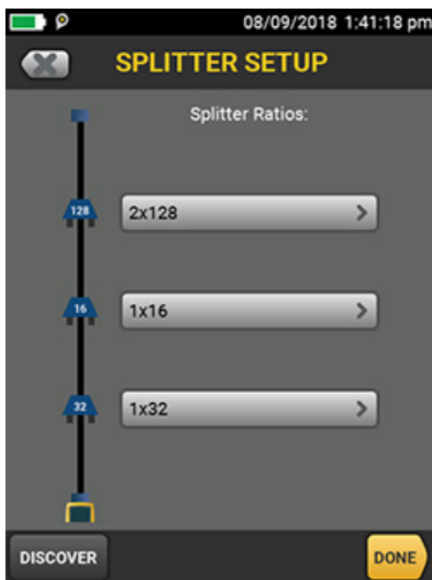 08/09/2018 1:41:18 pm
SPLITTER SETUP
Splitter Ratios:
128
2x128
16
1x16
32
1x32
DISCOVER
DONE